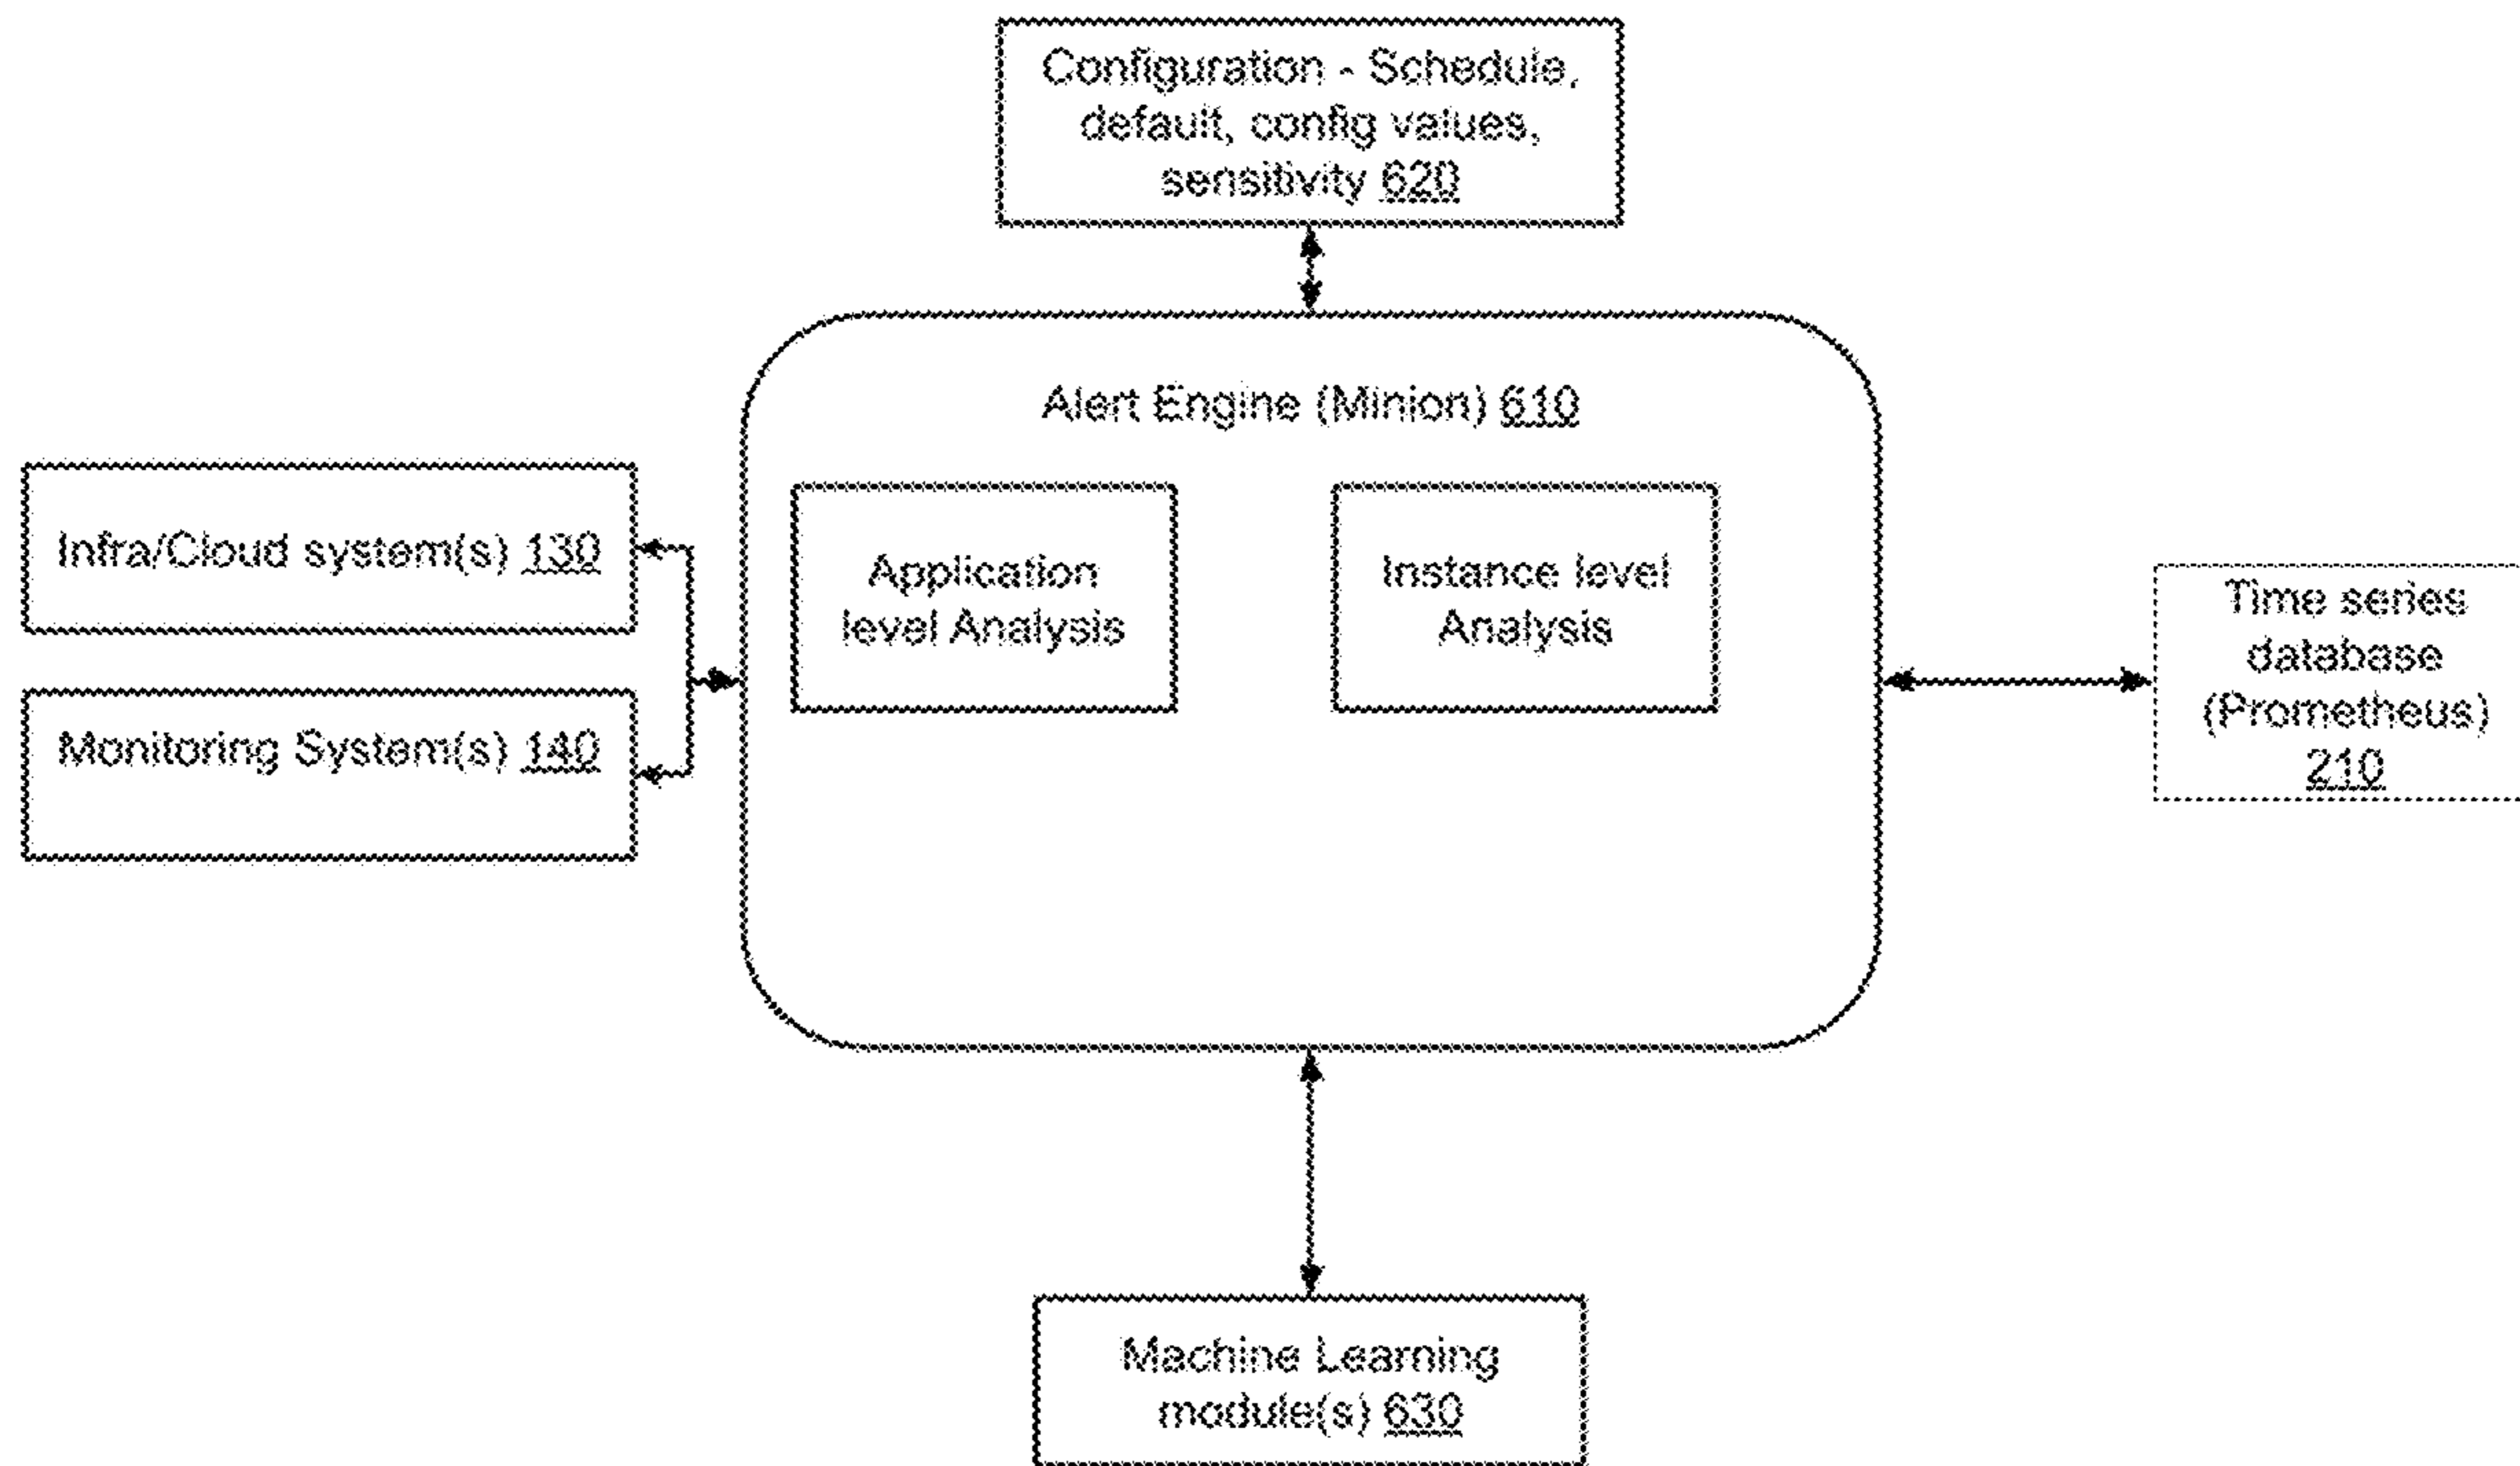 Configuration - Schedule,
default, config values,
sensitivity 620
Alert Engine (Minion) 610
Infra/Cloud system(s) 130
Monitoring System(s) 140
Application
level Analysis
Instance level
Analysis
Time series
database
(Prometheus)
210
Machine Learning
module(s) 630